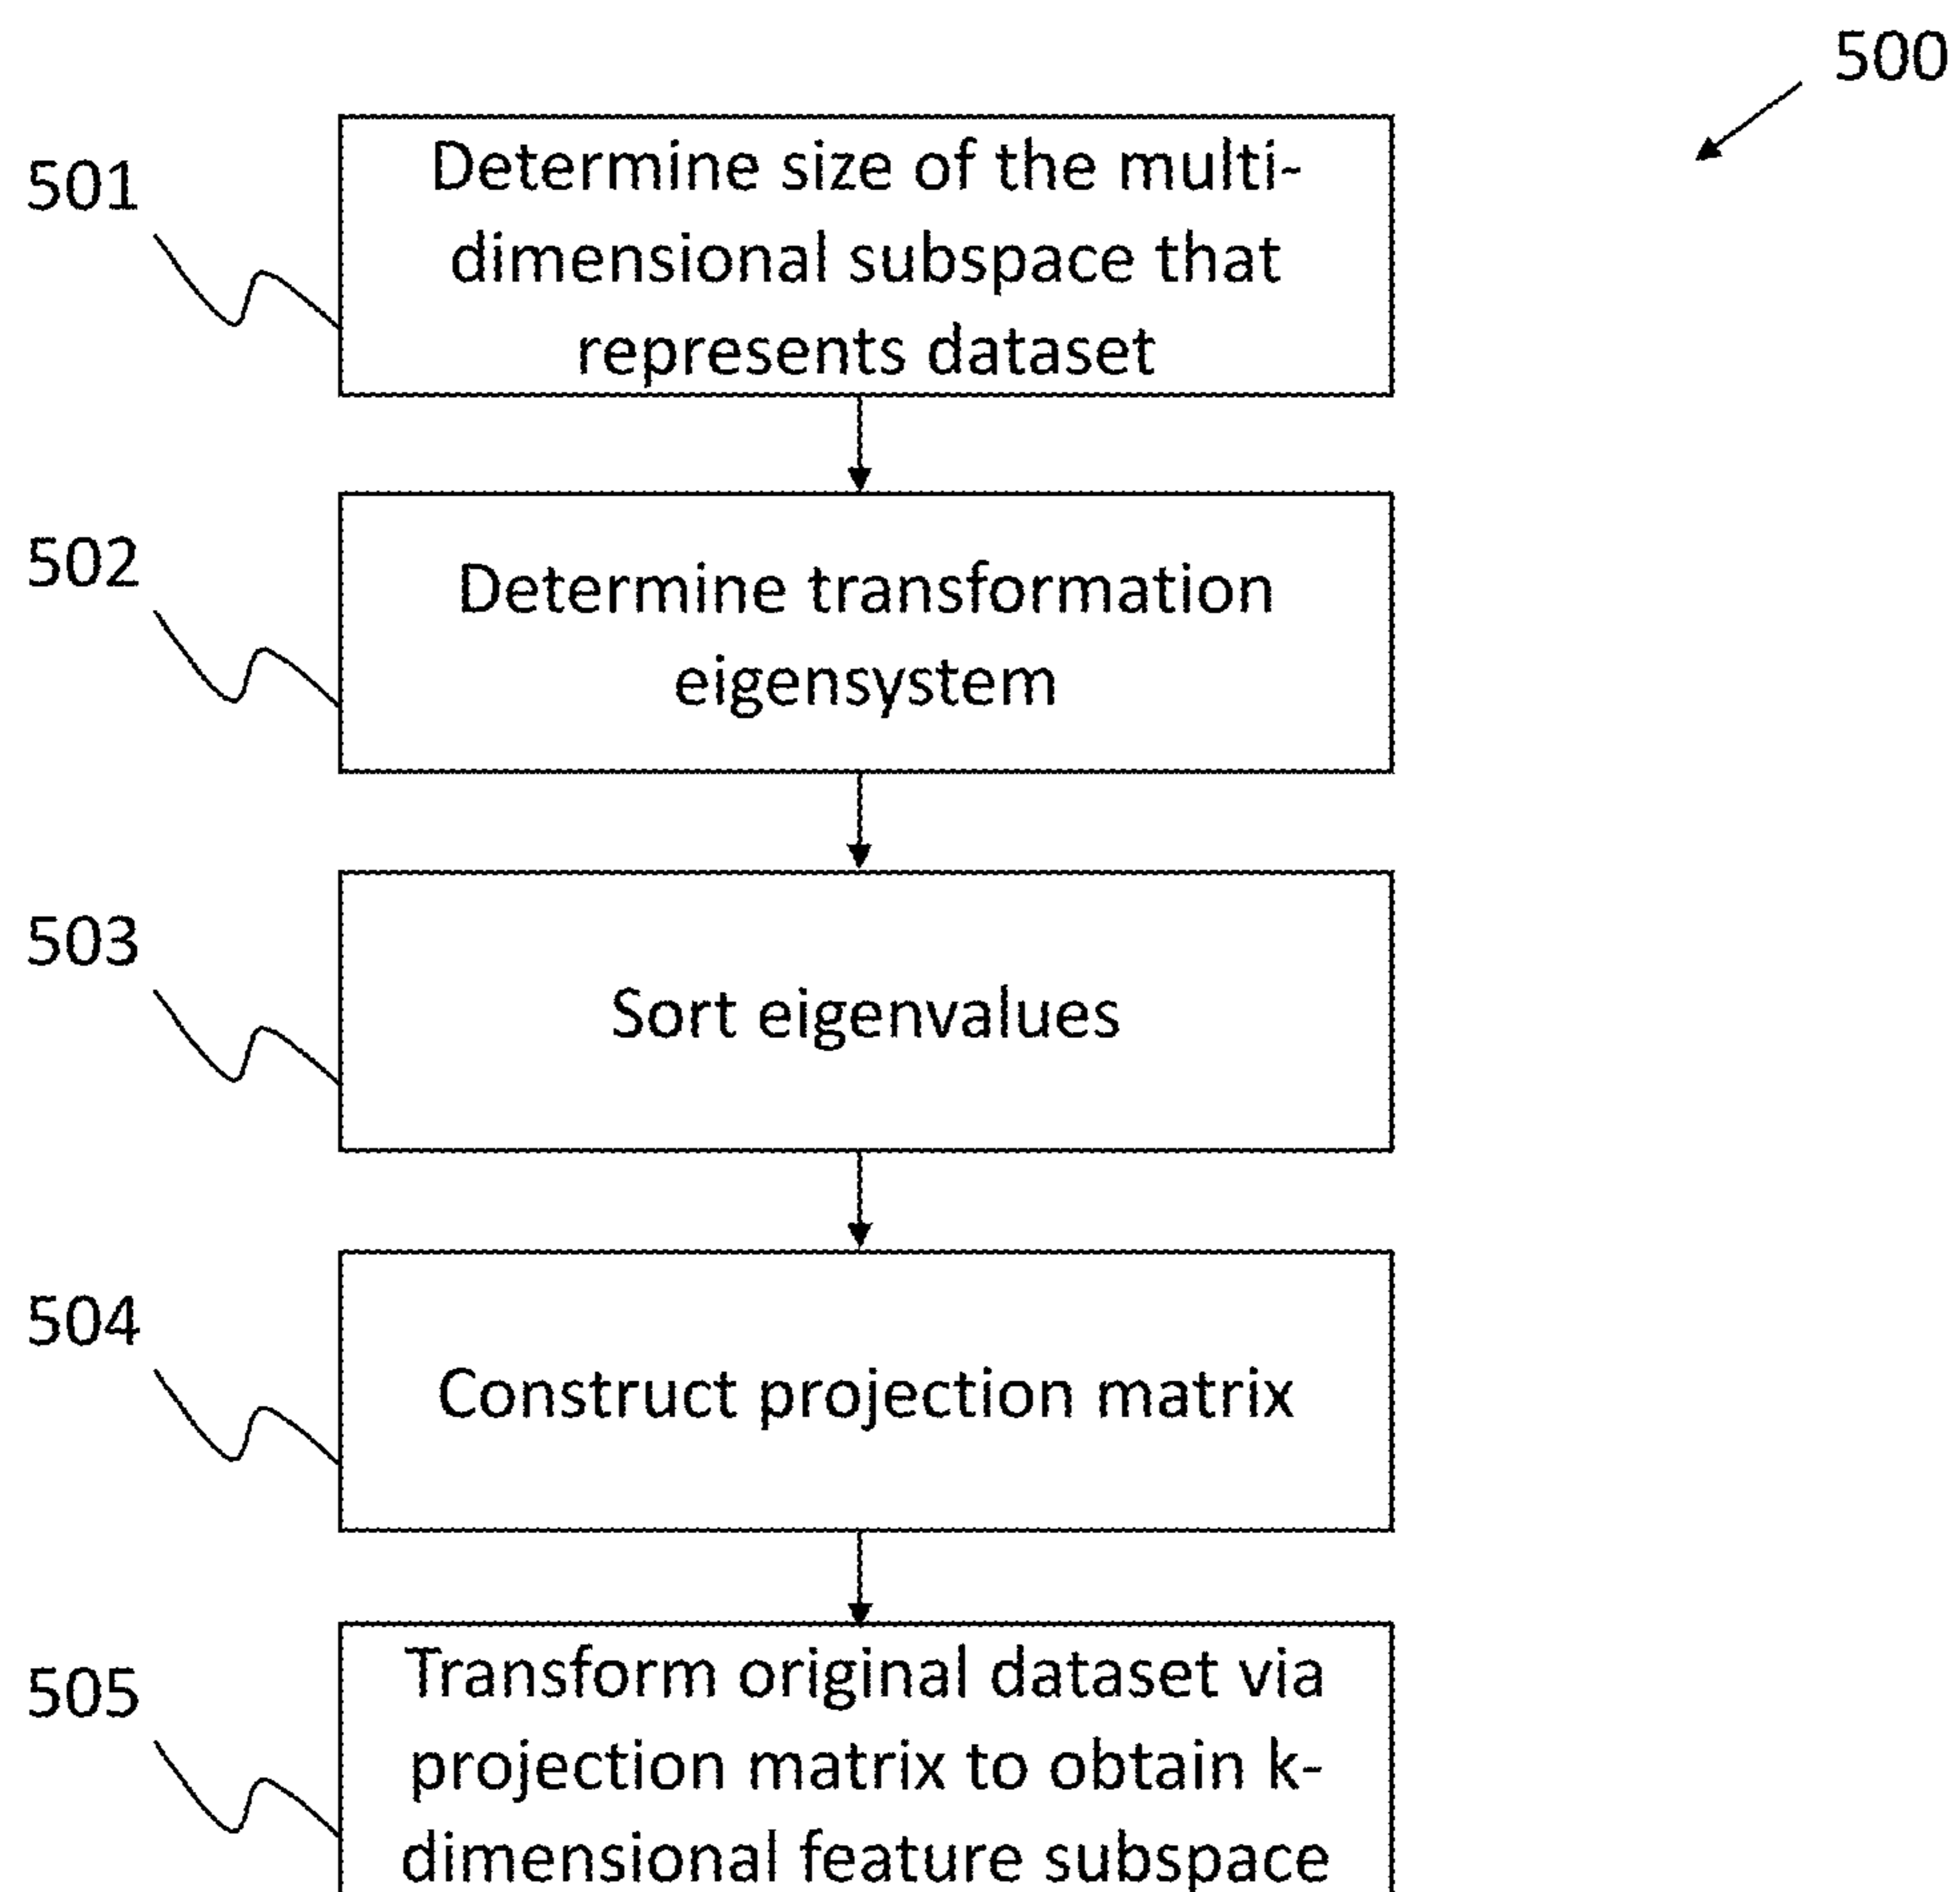 500
501
Determine size of the multi-
dimensional subspace that
represents dataset
502
Determine transformation
eigensystem
503
Sort eigenvalues
504
Construct projection matrix
505
Transform original dataset via
projection matrix to obtain k-
dimensional feature subspace